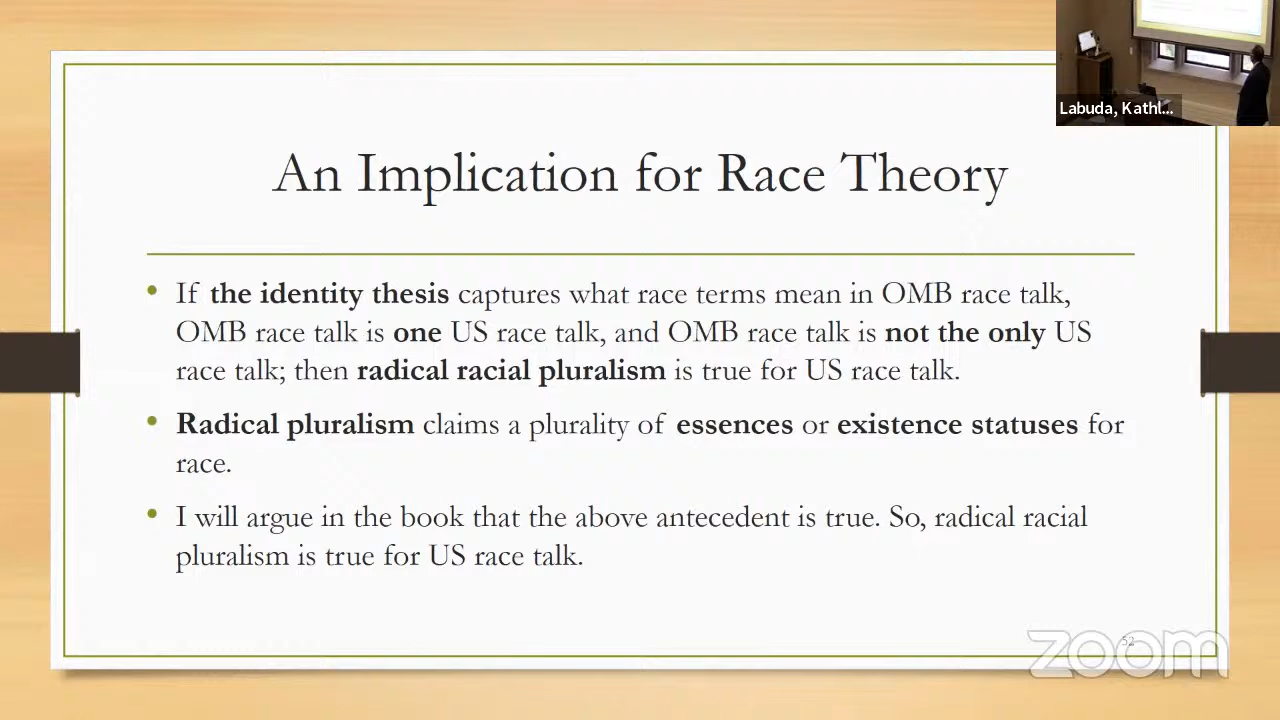 Labuda, Kathl...
An Implication for Race Theory
• If the identity thesis captures what race terms mean in OMB race talk,
OMB race talk is one US race talk, and OMB race talk is not the only US
race talk; then radical racial pluralism is true for US race talk.
• Radical pluralism claims a plurality of essences or existence statuses for
race.
• I will argue in the book that the above antecedent is true. So, radical racial
pluralism is true for US race talk.
52
zoom